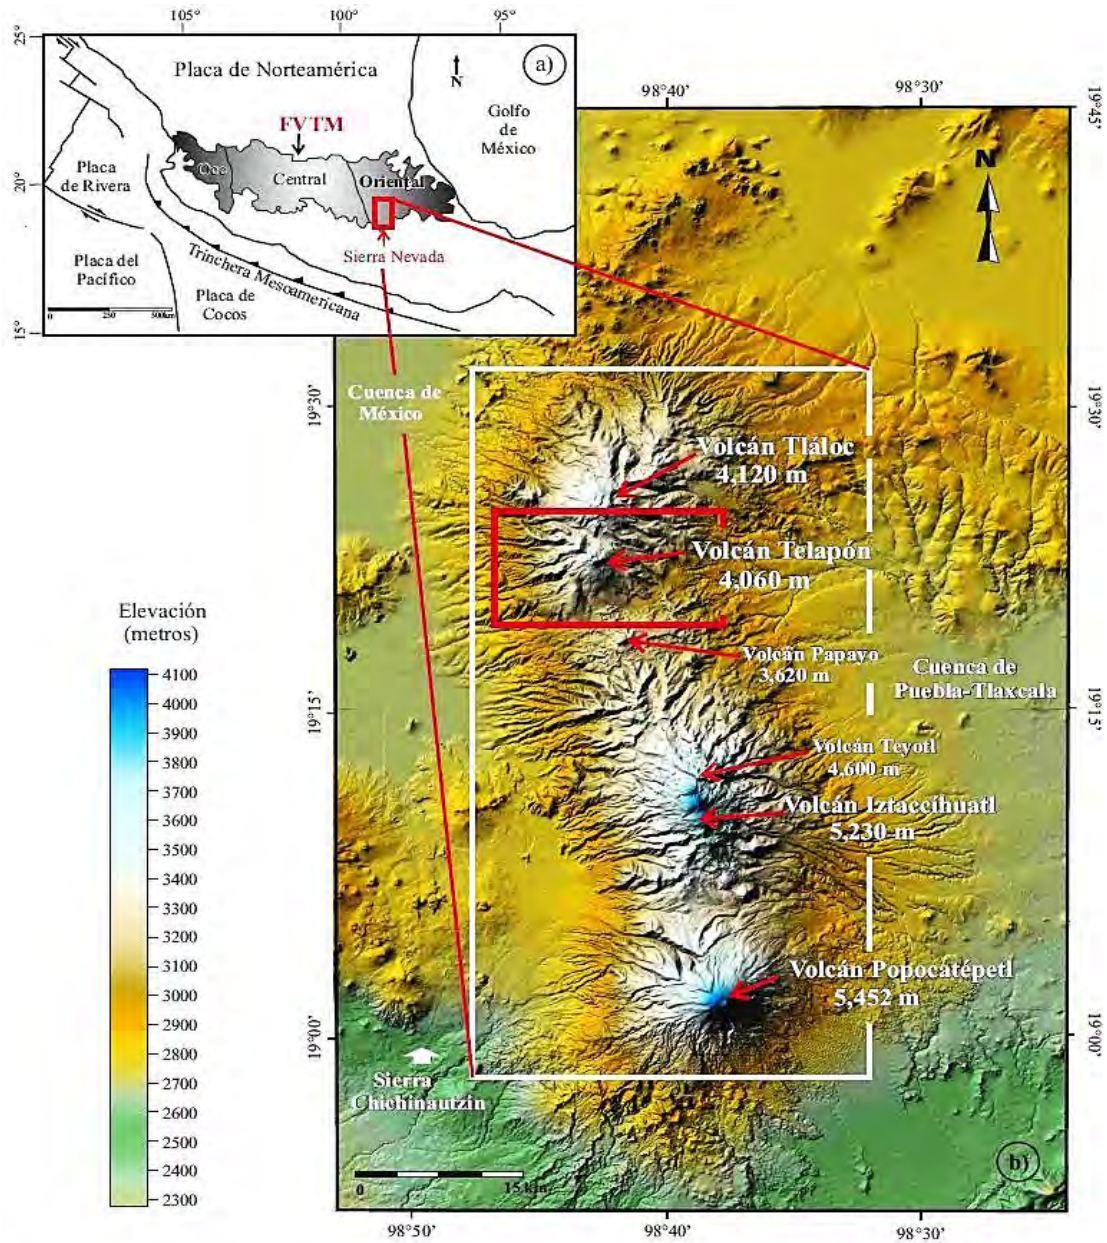 105°
100°
95°
25°
20°
15°
a)
Placa de Norteamérica
N
FVTM
Golfo
de
México
Placa
de Rivera
Occ
Central
Oriental
Sierra Nevada
Placa del
Pacífico
Trinchera Mesoamericana
Placa de
Cocos
0 250 500km
98°40'
98°30'
19°45'
N
Cuenca de
México
19°30'
19°30'
Volcán Tláloc
4,120 m
Volcán Telapón
4,060 m
Volcán Papayo
3,620 m
Cuenca de
Puebla-Tlaxcala
19°15'
19°15'
Volcán Teyotl
4,600 m
Volcán Iztaccíhuatl
5,230 m
Volcán Popocatépetl
5,452 m
19°00'
19°00'
Sierra
Chichinautzin
b)
0 15 km
98°50'
98°40'
98°30'
Elevación
(metros)
4100
4000
3900
3800
3700
3600
3500
3400
3300
3200
3100
3000
2900
2800
2700
2600
2500
2400
2300